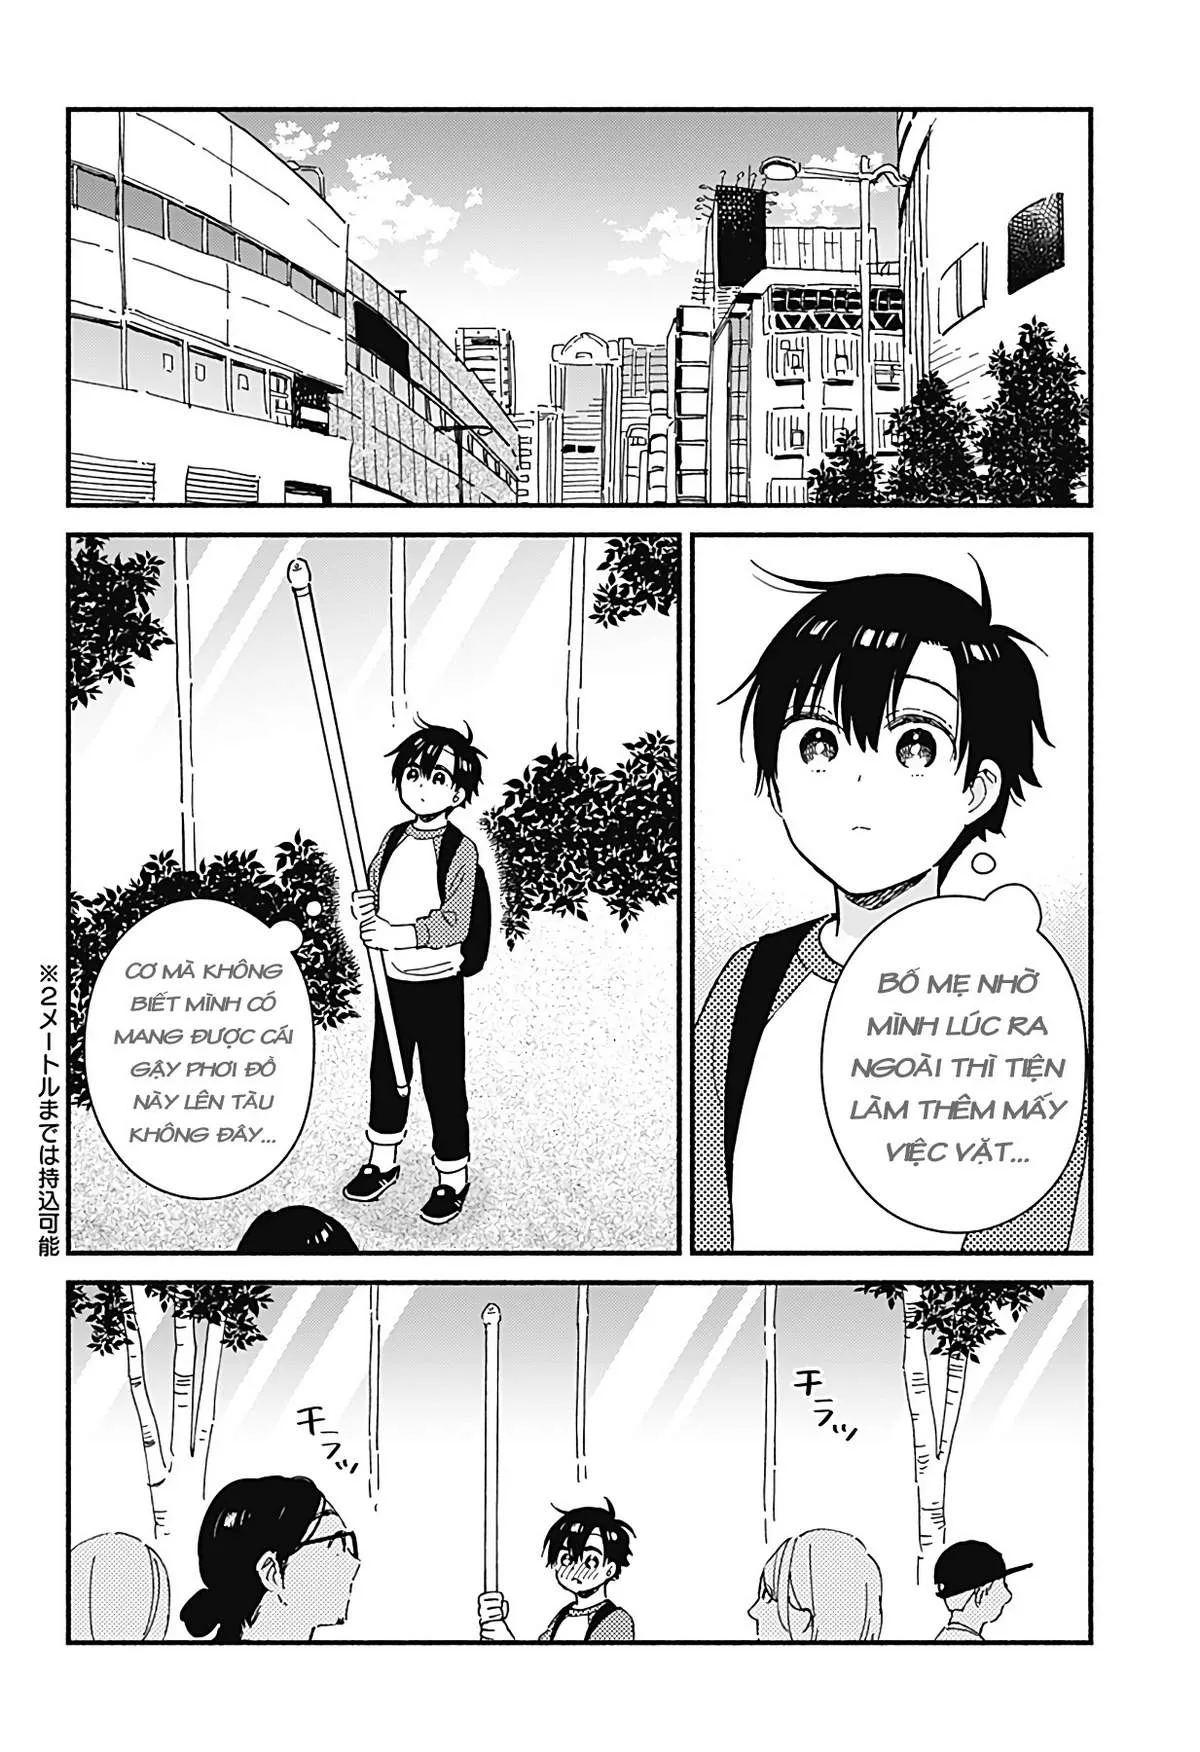 BỐ MẸ NHỜ
MÌNH LÚC RA
NGOÀI THÌ TIỆN
LÀM THÊM MẤY
VIỆC VẶT...
CƠ MÀ KHÔNG
BIẾT MÌNH CÓ
MANG ĐƯỢC CÁI
GẬY PHƠI ĐỒ
NÀY LÊN TÀU
KHÔNG ĐÂY...
※2メートルまでは持込可能
チラッ
チラッ